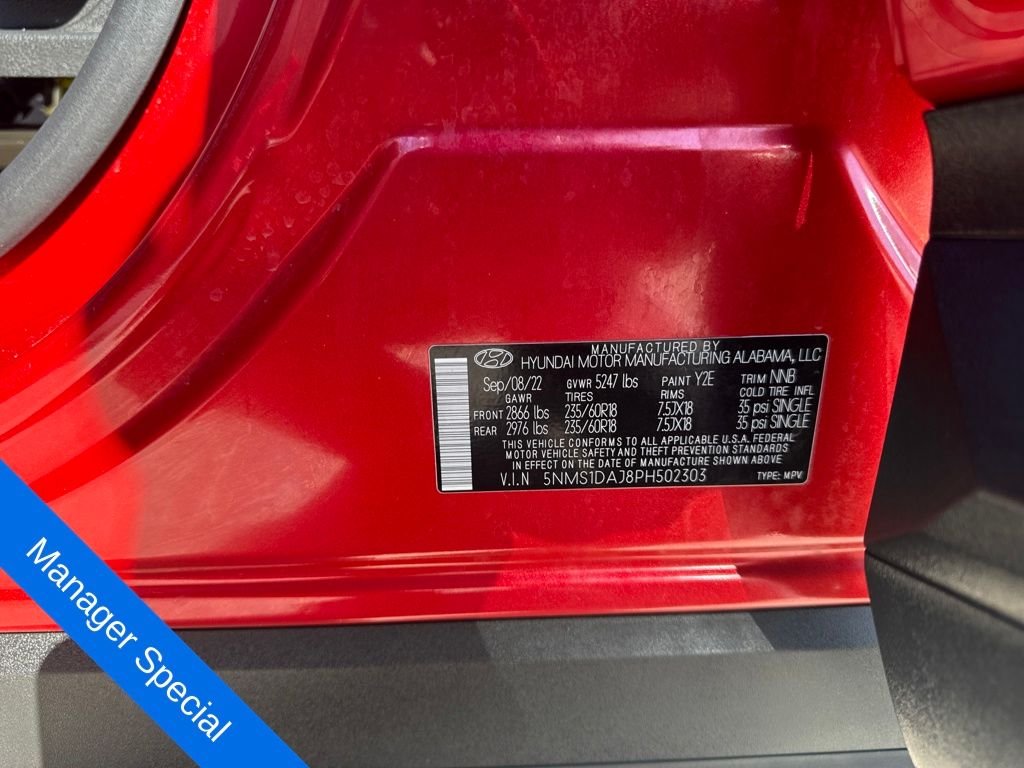 MANUFACTURED BY
HYUNDAI MOTOR MANUFACTURING ALABAMA, LLC
Sep/08/22 GVWR 5247 lbs PAINT Y2E TRIM NNB
GAWR TIRES RIMS COLD TIRE INFL
FRONT 2866 lbs 235/60R18 7.5JX18 35 psi SINGLE
REAR 2976 lbs 235/60R18 7.5JX18 35 psi SINGLE
THIS VEHICLE CONFORMS TO ALL APPLICABLE U.S.A. FEDERAL
MOTOR VEHICLE SAFETY AND THEFT PREVENTION STANDARDS
IN EFFECT ON THE DATE OF MANUFACTURE SHOWN ABOVE
V.I.N 5NMS1DAJ8PH502303 TYPE: MPV
Manager Special